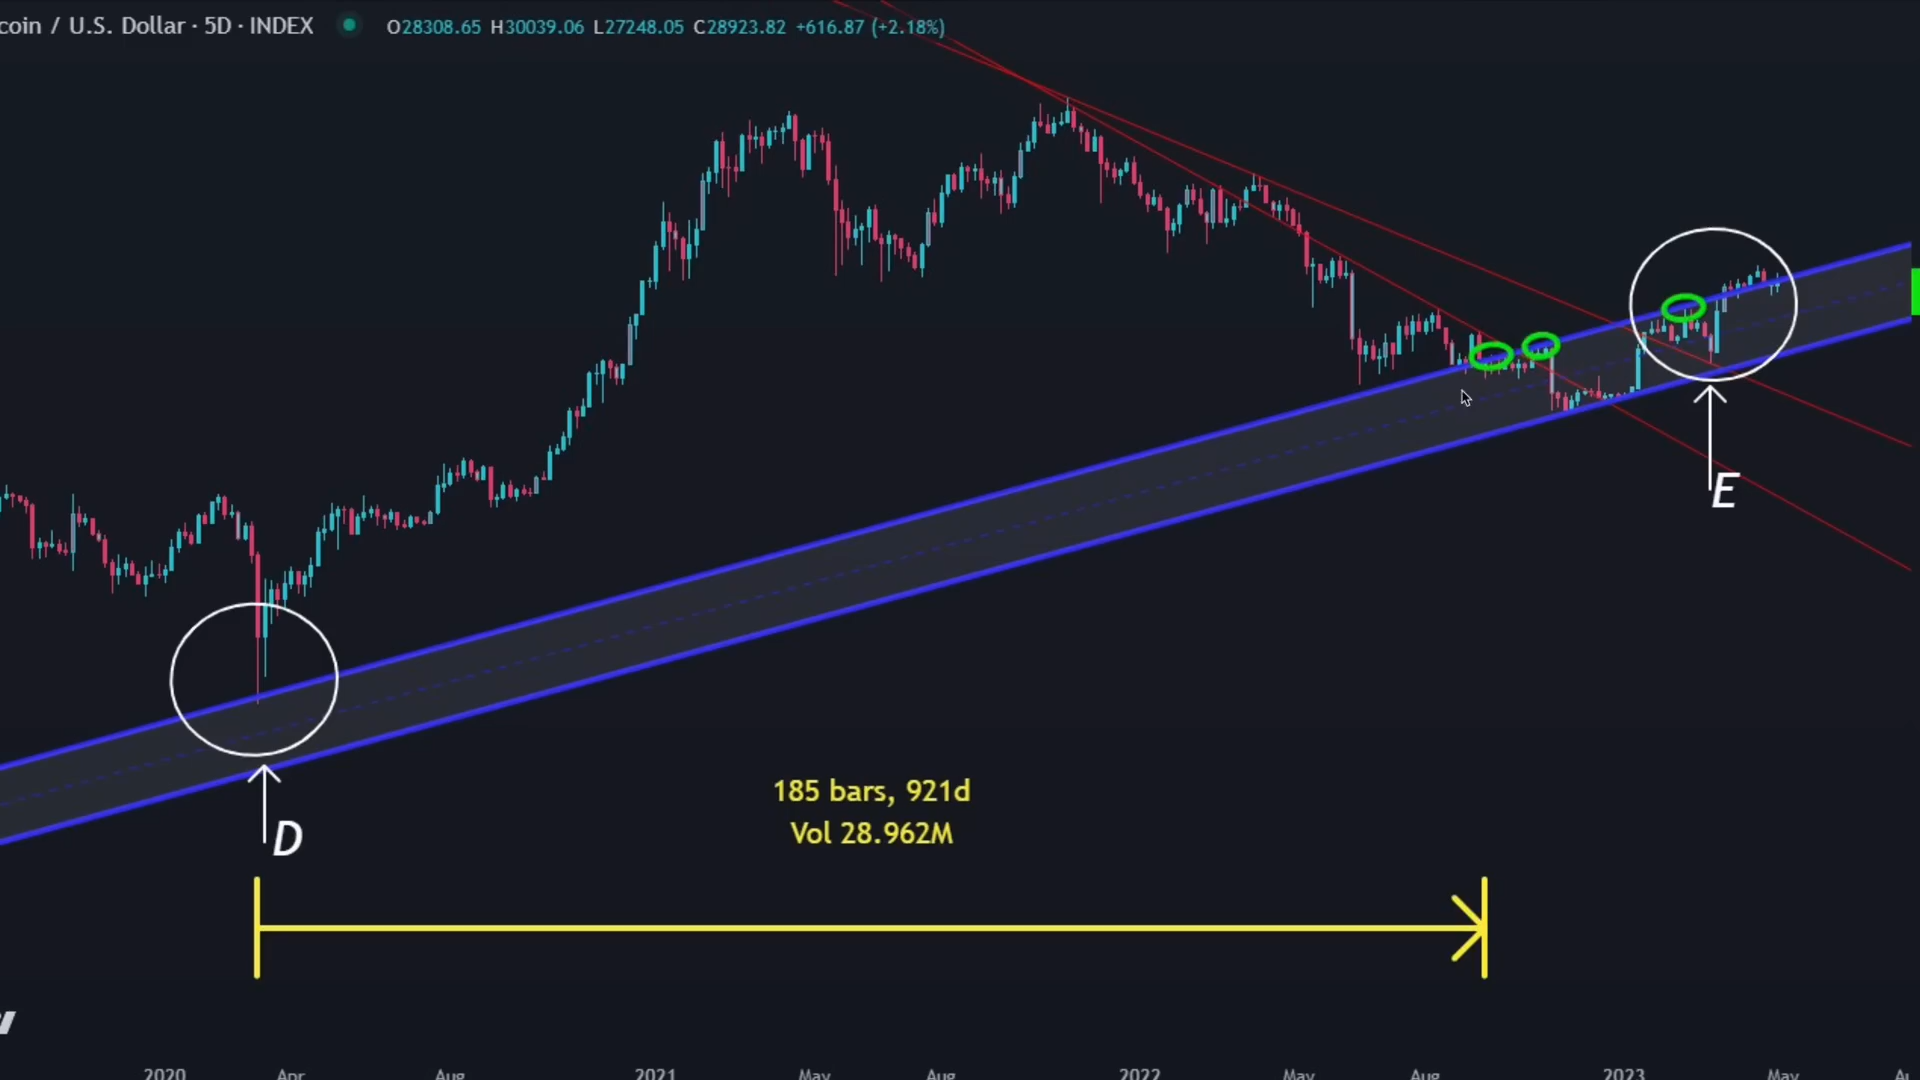 coin / U.S. Dollar · 5D · INDEX O28308.65 H30039.06 L27248.05 C28923.82 +616.87 (+2.18%)
E
D
185 bars, 921d
Vol 28.962M
2020 Apr Aug 2021 May Aug 2022 May Aug 2023 May